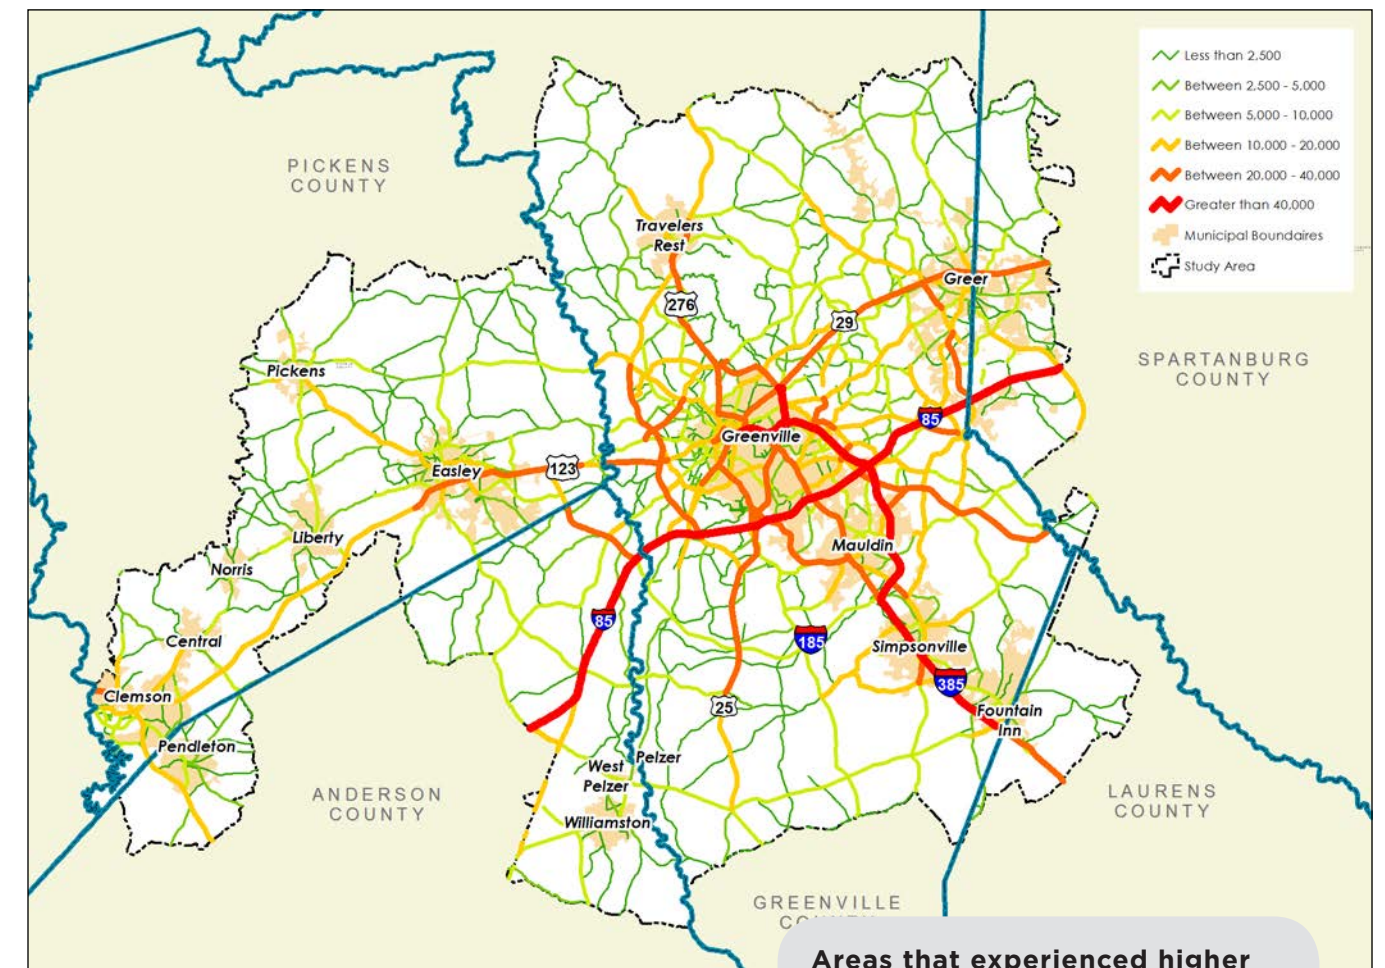 Less than 2,500
Between 2,500 - 5,000
Between 5,000 - 10,000
Between 10,000 - 20,000
Between 20,000 - 40,000
Greater than 40,000
Municipal Boundaires
Study Area
PICKENS
COUNTY
Travelers
Rest
276
Greer
29
SPARTANBURG
COUNTY
Pickens
85
Greenville
Easley
123
Liberty
Mauldin
Norris
85
185
Central
Simpsonville
385
Clemson
25
Fountain
Inn
Pendleton
Pelzer
West
Pelzer
ANDERSON
COUNTY
LAURENS
COUNTY
Williamston
GREENVILLE
Areas that experienced higher